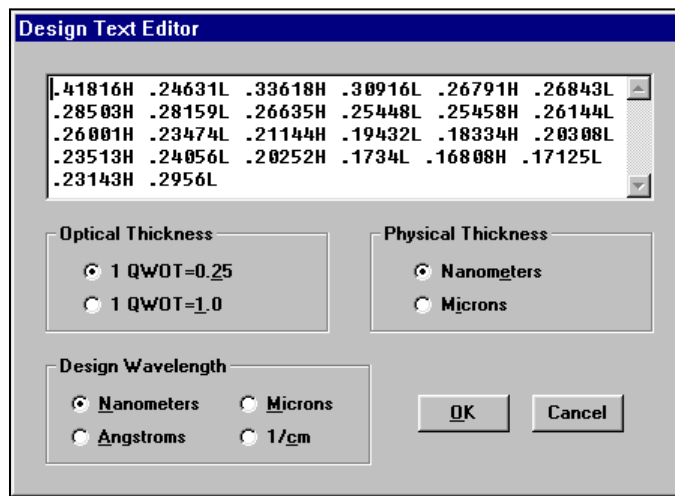 Design Text Editor
.41816H .24631L .33618H .30916L .26791H .26843L
.28503H .28159L .26635H .25448L .25458H .26144L
.26001H .23474L .21144H .19432L .18334H .20308L
.23513H .24056L .20252H .1734L .16808H .17125L
.23143H .2956L
Optical Thickness
1 QWOT=0.25
1 QWOT=1.0
Physical Thickness
Nanometers
Microns
Design Wavelength
Nanometers Microns
Angstroms 1/cm
OK Cancel